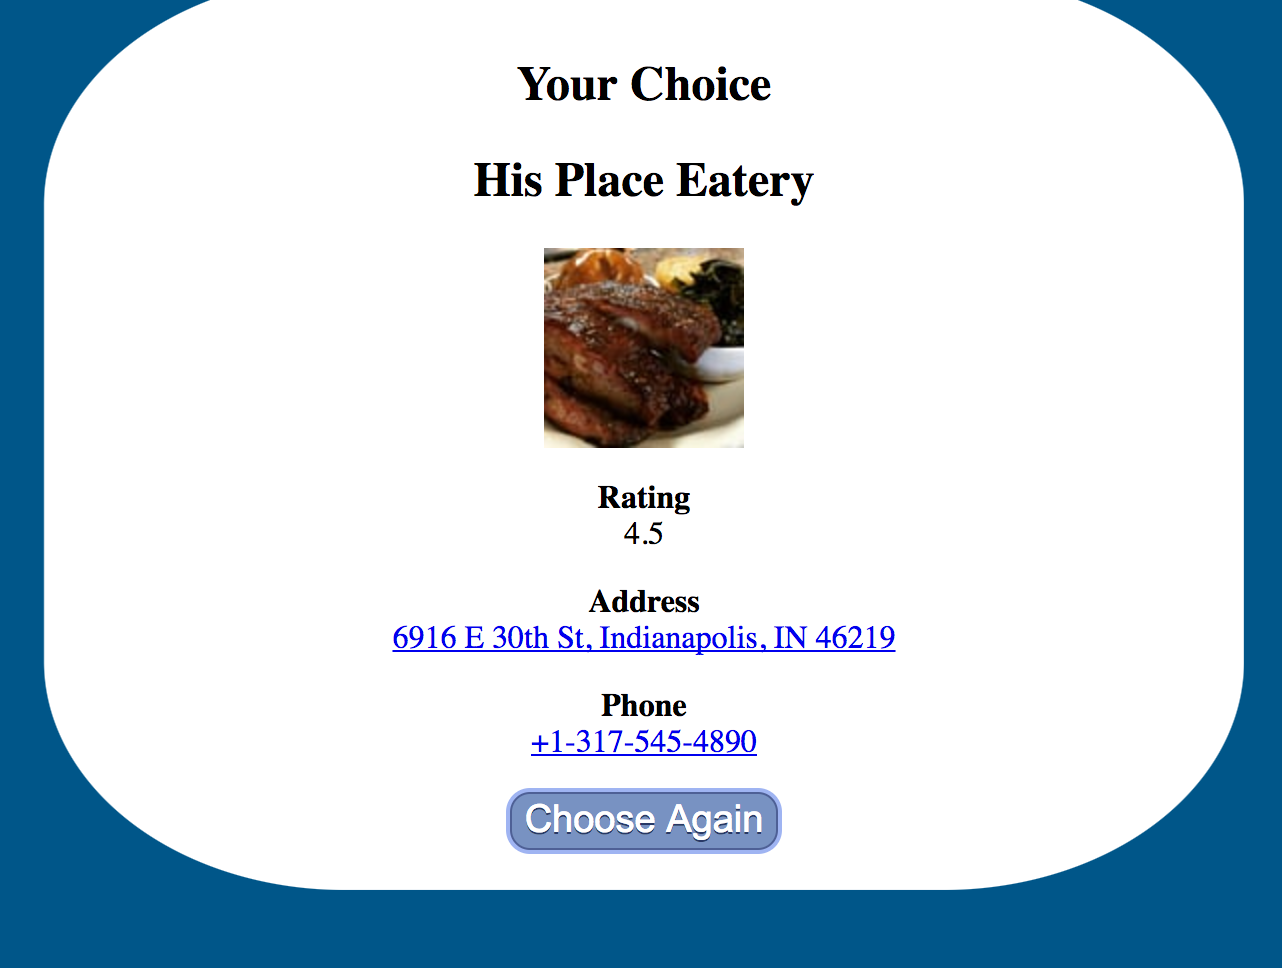 Your Choice
His Place Eatery
Rating
4.5
Address
6916 E 30th St, Indianapolis, IN 46219
Phone
+1-317-545-4890
Choose Again